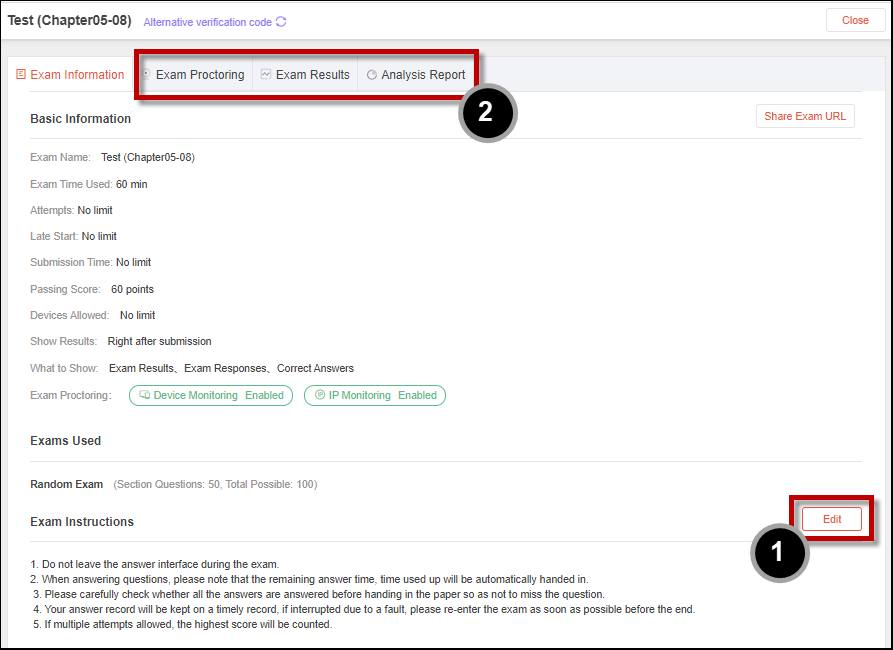 Test (Chapter05-08) Alternative verification code Close
Exam Information Exam Proctoring Exam Results Analysis Report
2
Basic Information Share Exam URL
Exam Name: Test (Chapter05-08)
Exam Time Used: 60 min
Attempts: No limit
Late Start: No limit
Submission Time: No limit
Passing Score: 60 points
Devices Allowed: No limit
Show Results: Right after submission
What to Show: Exam Results、Exam Responses、Correct Answers
Exam Proctoring: Device Monitoring Enabled IP Monitoring Enabled
Exams Used
Random Exam (Section Questions: 50, Total Possible: 100)
Exam Instructions Edit
1
1. Do not leave the answer interface during the exam.
2. When answering questions, please note that the remaining answer time, time used up will be automatically handed in.
3. Please carefully check whether all the answers are answered before handing in the paper so as not to miss the question.
4. Your answer record will be kept on a timely record, if interrupted due to a fault, please re-enter the exam as soon as possible before the end.
5. If multiple attempts allowed, the highest score will be counted.